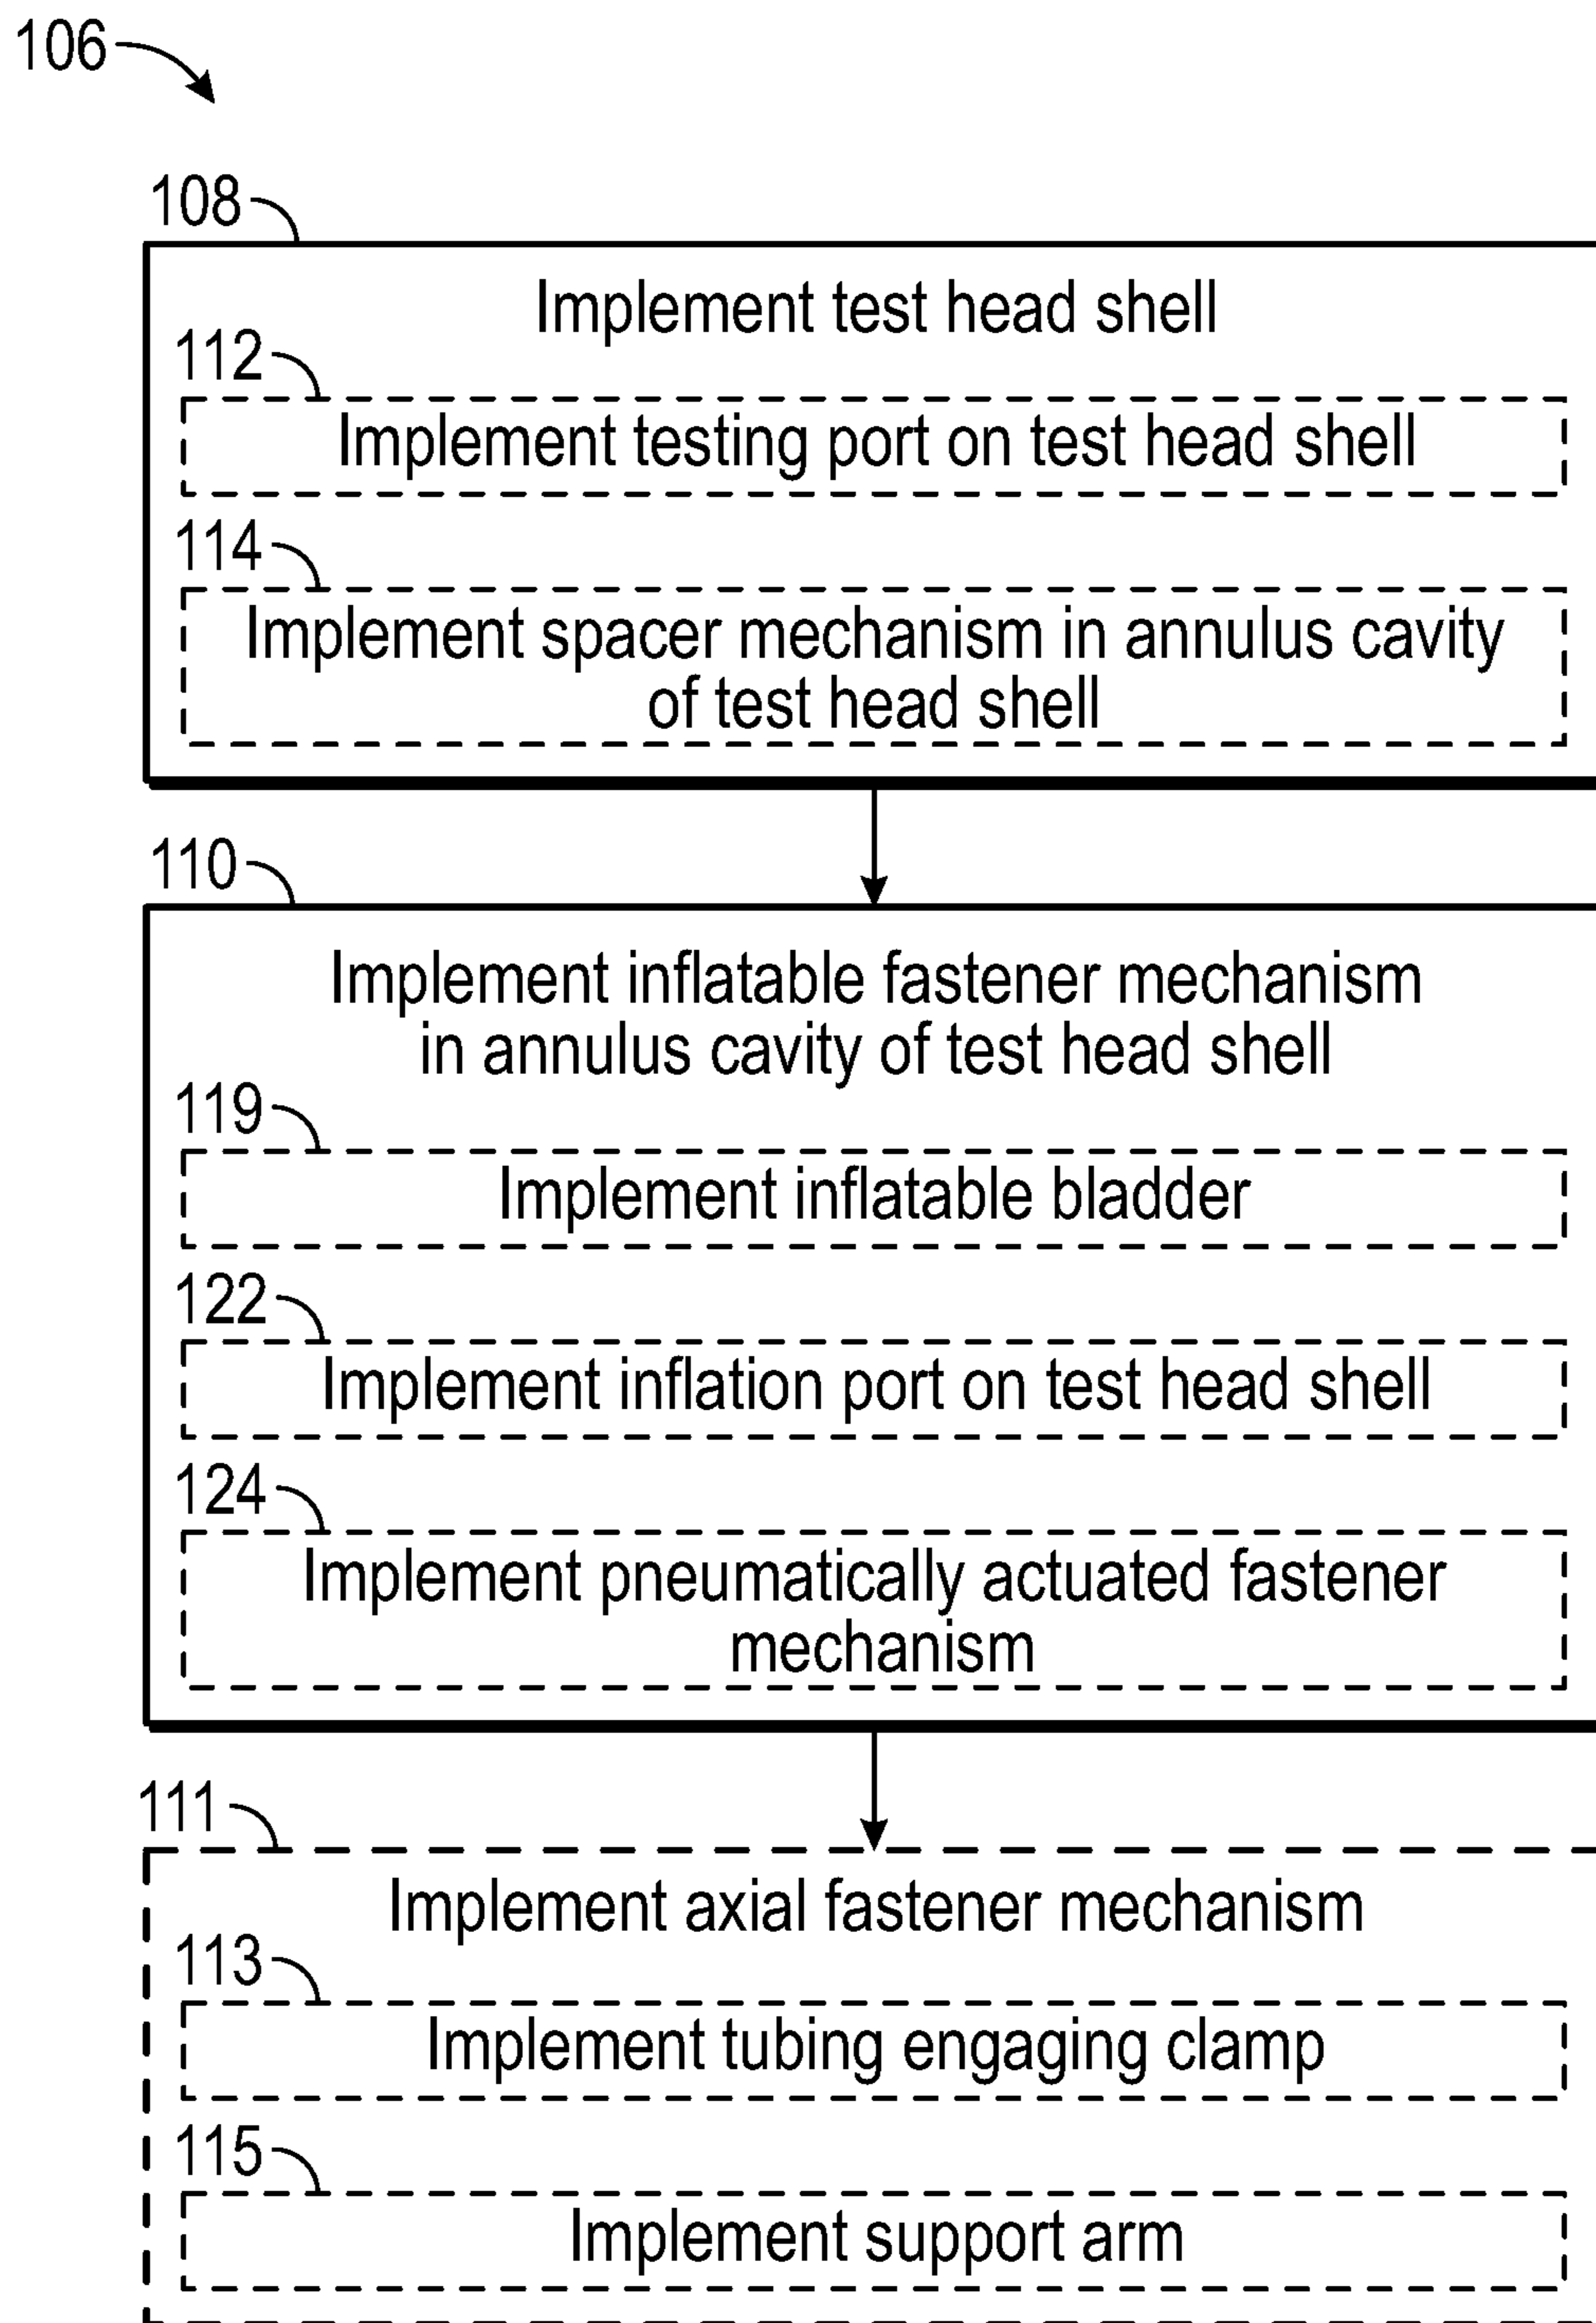 106
108
Implement test head shell
112
Implement testing port on test head shell
114
Implement spacer mechanism in annulus cavity
of test head shell
110
Implement inflatable fastener mechanism
in annulus cavity of test head shell
119
Implement inflatable bladder
122
Implement inflation port on test head shell
124
Implement pneumatically actuated fastener
mechanism
111
Implement axial fastener mechanism
113
Implement tubing engaging clamp
115
Implement support arm